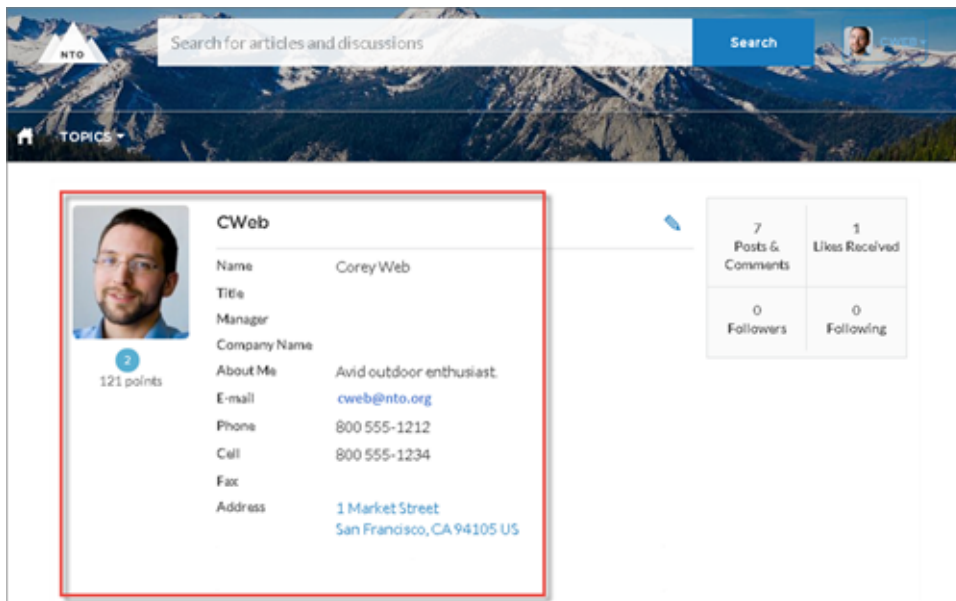 NTO
Search for articles and discussions
Search
CWEB
TOPICS
CWeb
Name Corey Web
Title
Manager
Company Name
About Me Avid outdoor enthusiast.
E-mail cweb@nto.org
Phone 800 555-1212
Cell 800 555-1234
Fax
Address 1 Market Street
San Francisco, CA 94105 US
2
121 points
7
Posts &
Comments
1
Likes Received
0
Followers
0
Following